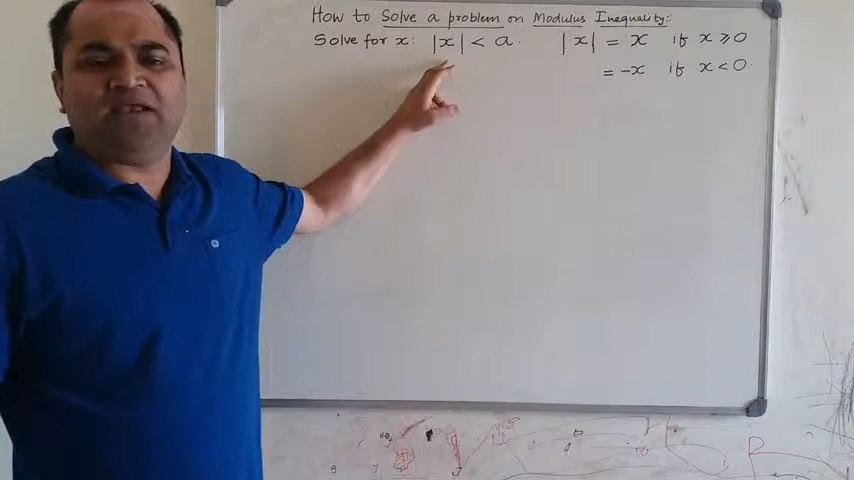 How to Solve a problem on Modulus Inequality:
Solve for x: |x| < a. |x| = x if x ≥ 0
= -x if x < 0.